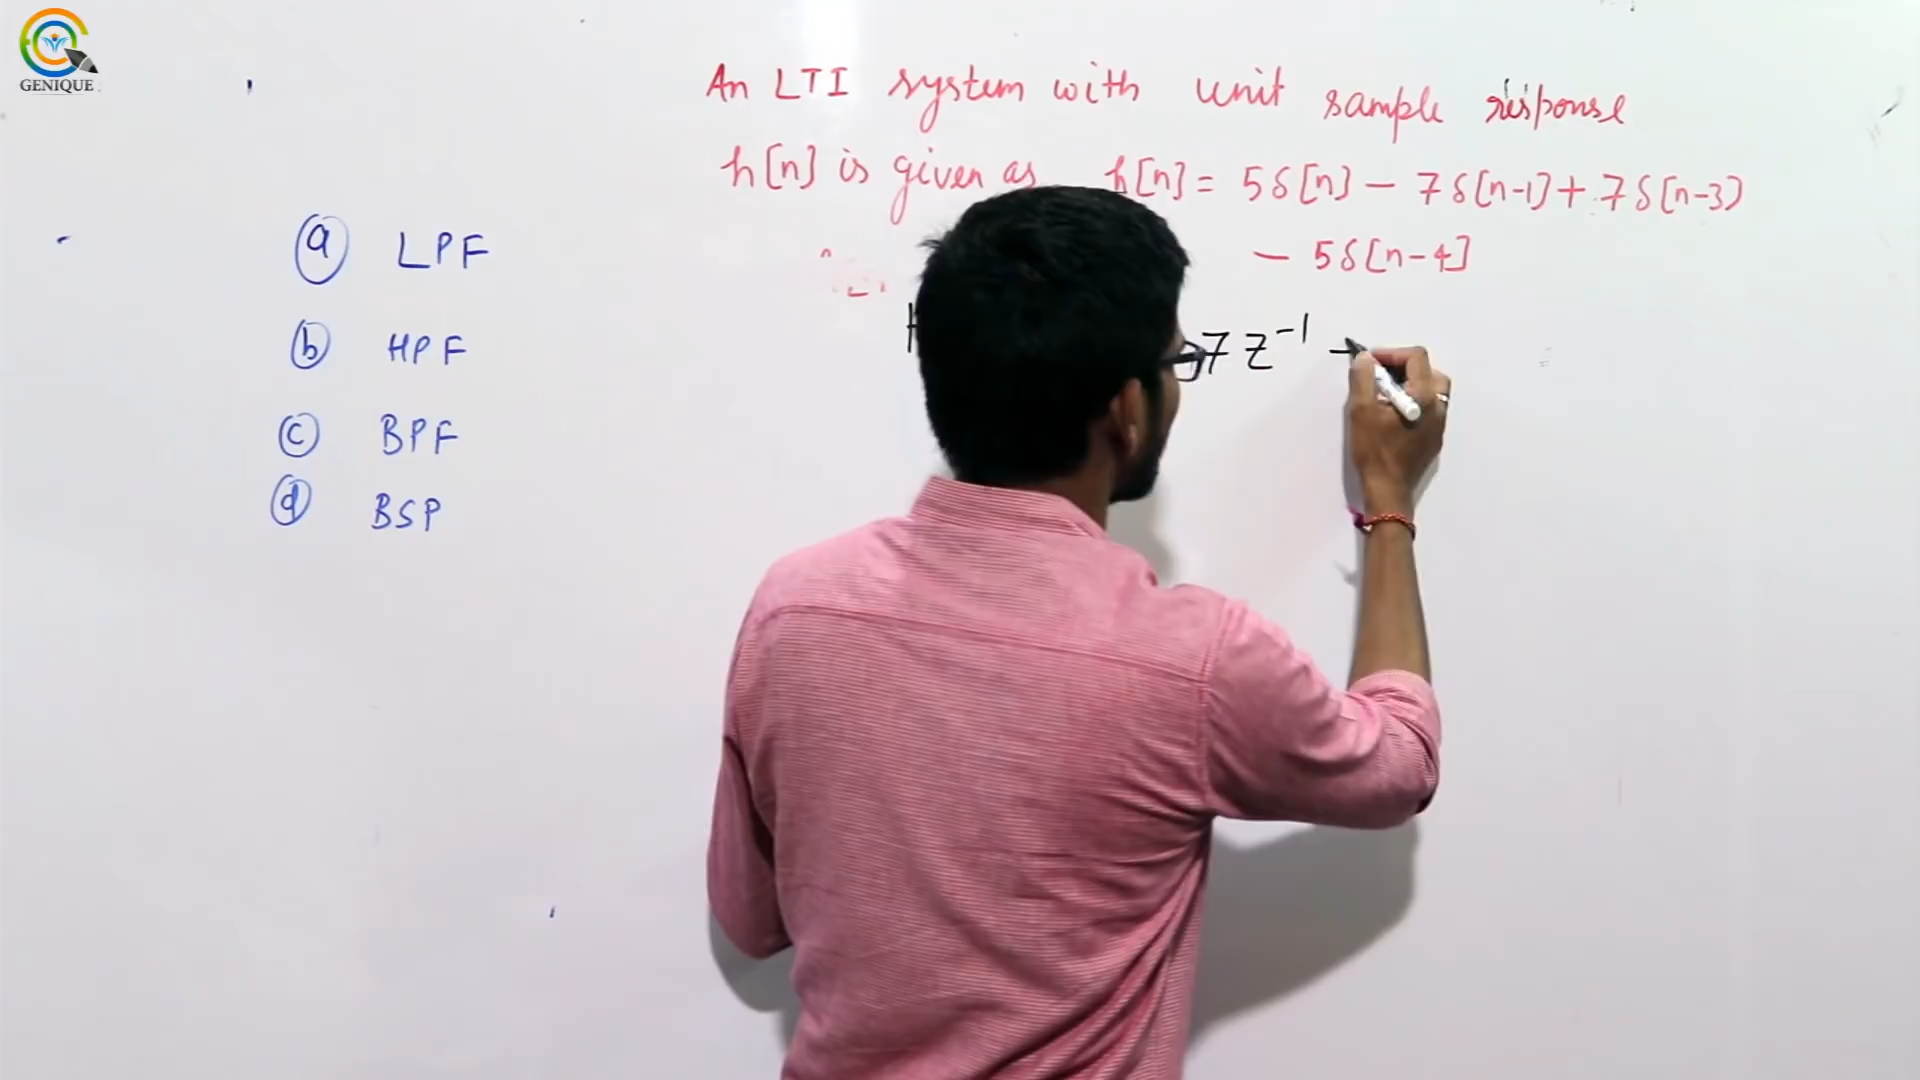 GENIQUE
An LTI system with unit sample response
h[n] is given as h[n] = 5δ[n] − 7δ[n-1] + 7δ[n-3]
− 5δ[n-4]
7 z⁻¹
ⓐ LPF
ⓑ HPF
ⓒ BPF
ⓓ BSP